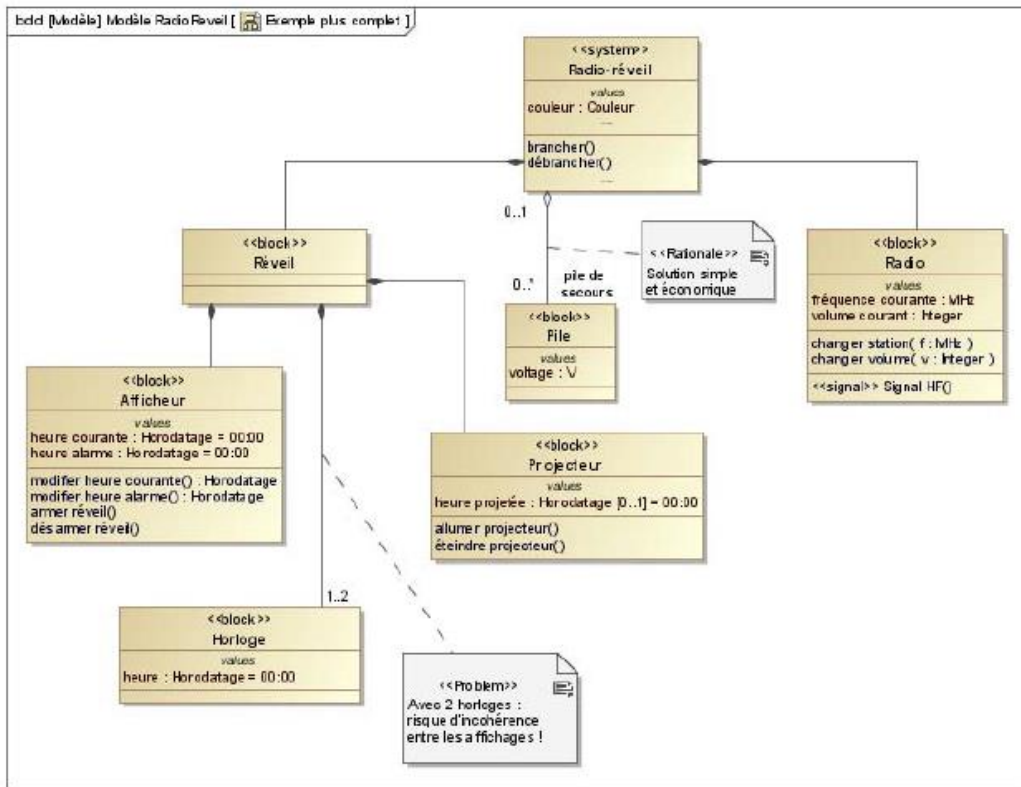 bdd [Modèle] Modèle RadioReveil [ Exemple plus complet ]
<<system>>
Radio-réveil
values
couleur : Couleur
...
brancher()
débrancher()
...
0..1
0..*
pile de
secours
<<Rationale>>
Solution simple
et économique
<<block>>
Réveil
<<block>>
Pile
values
voltage : V
<<block>>
Radio
values
fréquence courante : MHz
volume courant : Integer
changer station( f : MHz )
changer volume( v : Integer )
<<signal>> Signal HF()
<<block>>
Afficheur
values
heure courante : Horodatage = 00:00
heure alarme : Horodatage = 00:00
modifier heure courante() : Horodatage
modifier heure alarme() : Horodatage
armer réveil()
désarmer réveil()
<<block>>
Projecteur
values
heure projetée : Horodatage [0..1] = 00:00
allumer projecteur()
éteindre projecteur()
1..2
<<block>>
Horloge
values
heure : Horodatage = 00:00
<<Problem>>
Avec 2 horloges :
risque d'incohérence
entre les affichages !